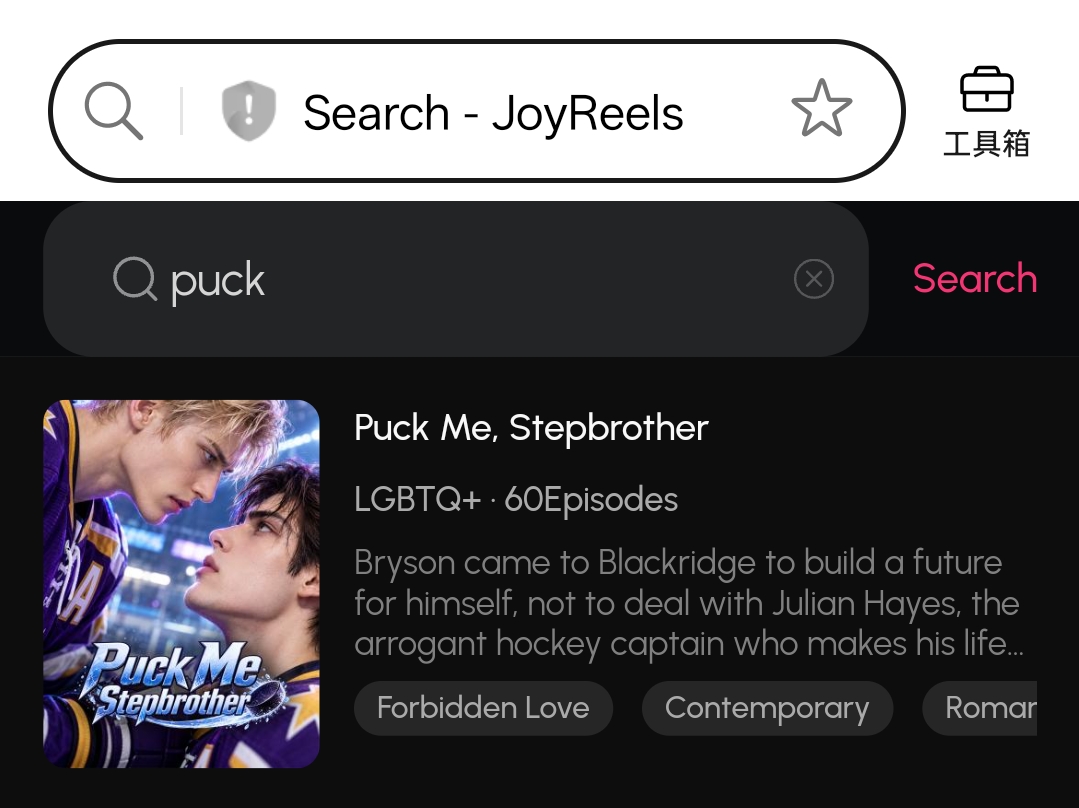 Search - JoyReels
工具箱
puck
Search
Puck Me, Stepbrother
LGBTQ+ · 60Episodes
Bryson came to Blackridge to build a future
for himself, not to deal with Julian Hayes, the
arrogant hockey captain who makes his life...
Forbidden Love
Contemporary
Roman
A
A
Puck Me
Stepbrother